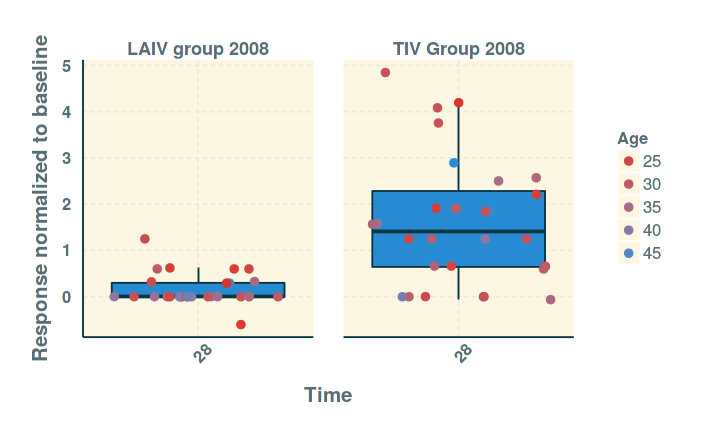 LAIV group 2008
TIV Group 2008
Response normalized to baseline
5
4
3
2
1
0
28
28
Time
Age
25
30
35
40
45